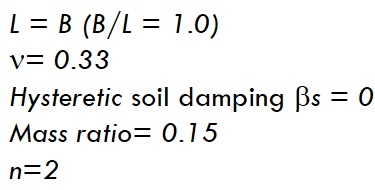 L = B (B/L = 1.0)
ν= 0.33
Hysteretic soil damping βs = 0
Mass ratio= 0.15
n=2